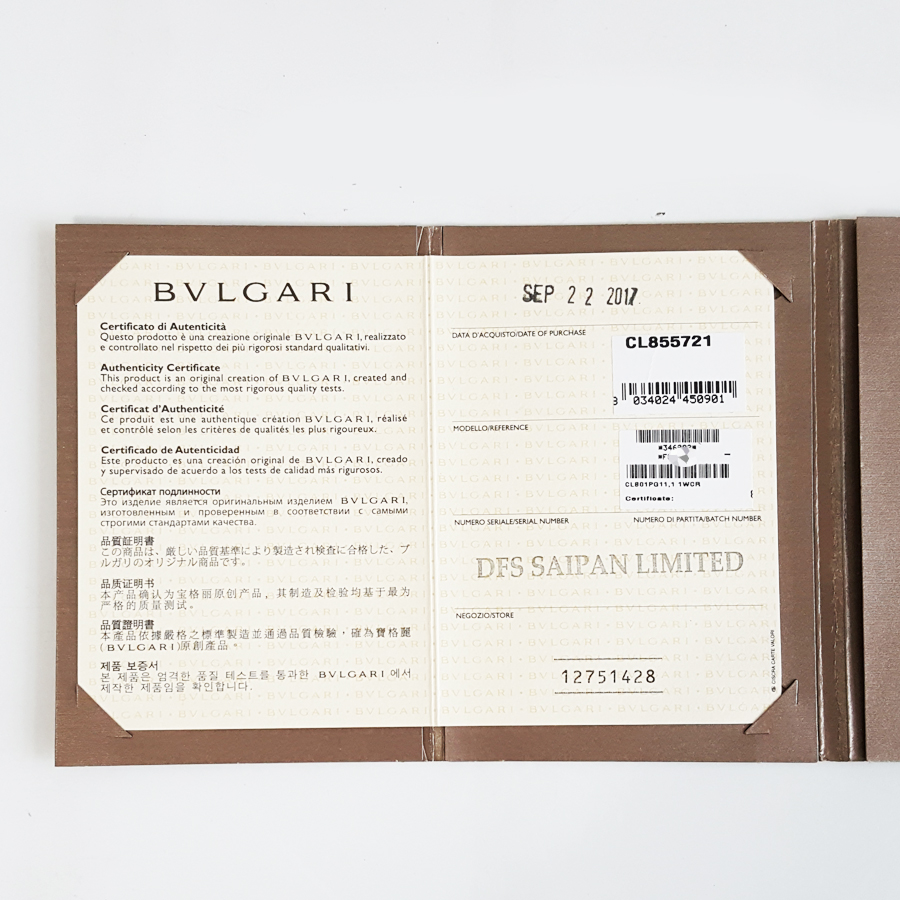 BVLGARI
Certificato di Autenticità
Questo prodotto è una creazione originale BVLGARI, realizzato
e controllato nel rispetto dei più rigorosi standard qualitativi.
Authenticity Certificate
This product is an original creation of BVLGARI, created and
checked according to the most rigorous quality tests.
Certificat d'Authenticité
Ce produit est une authentique création BVLGARI, réalisé
et contrôlé selon les critères de qualités les plus rigoureux.
Certificado de Autenticidad
Este producto es una creación original de BVLGARI, creado
y supervisado de acuerdo a los tests de calidad más rigurosos.
Сертификат подлинности
Это изделие является оригинальным изделием BVLGARI,
изготовленным и проверенным в соответствии с самыми
строгими стандартами качества.
品質証明書
この商品は、厳しい品質基準により製造され検査に合格した、ブ
ルガリのオリジナル商品です。
品质证明书
本产品确认为宝格丽原创产品，其制造及检验均基于最为
严格的质量测试。
品質證明書
本產品依據嚴格之標準製造並通過品質檢驗，確為寶格麗
(BVLGARI)原創產品。
제품 보증서
본 제품은 엄격한 품질 테스트를 통과한 BVLGARI에서
제작한 제품임을 확인합니다.
SEP 22 2017
DATA D'ACQUISTO/DATE OF PURCHASE
CL855721
8 034024 450901
MODELLO/REFERENCE
CL801PG11,1 1WCR
Certificate:
NUMERO SERIALE/SERIAL NUMBER NUMERO DI PARTITA/BATCH NUMBER
DFS SAIPAN LIMITED
NEGOZIO/STORE
12751428
CARTE VALORI